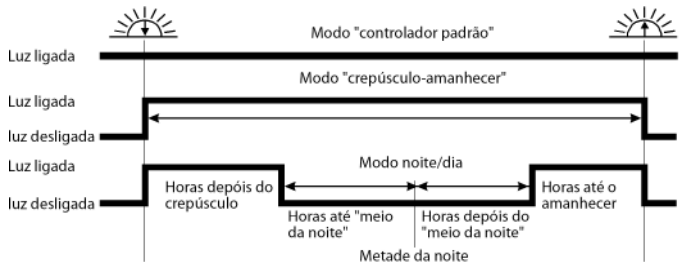 Modo "controlador padrão"
Luz ligada
Modo "crepúsculo-amanhecer"
Luz ligada
luz desligada
Luz ligada
Modo noite/dia
Horas depóis do
crepúsculo
Horas até o
amanhecer
luz desligada
Horas até "meio
da noite"
Horas depóis do
"meio da noite"
Metade da noite